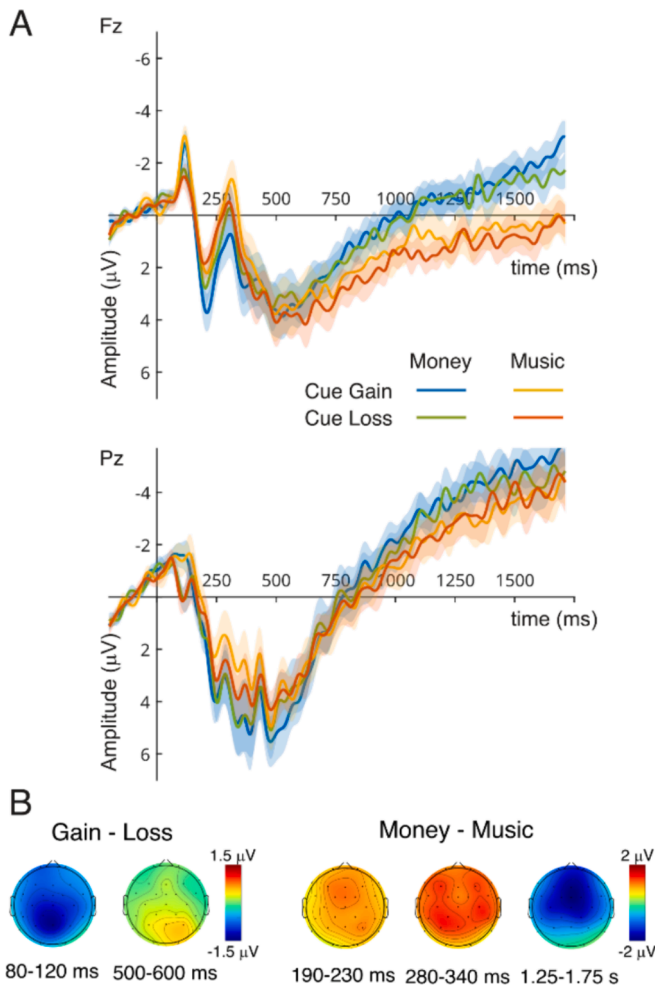 A
Fz
-6
-4
-2
250 500 750 1000 1250 1500
2
4
6
time (ms)
Amplitude (μV)
Money Music
Cue Gain
Cue Loss
Pz
-4
-2
250 500 750 1000 1250 1500
2
4
6
time (ms)
Amplitude (μV)
B
Gain - Loss Money - Music
1.5 μV 2 μV
-1.5 μV -2 μV
80-120 ms 500-600 ms 190-230 ms 280-340 ms 1.25-1.75 s